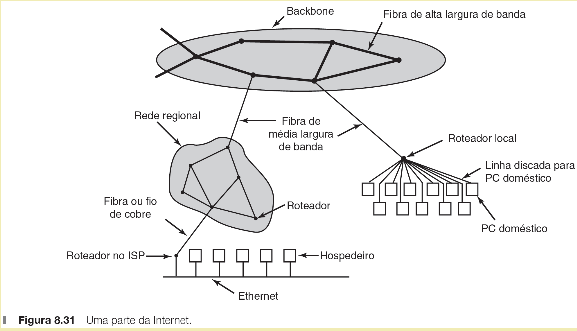 Backbone
Fibra de alta largura de banda
Rede regional
Fibra de
média largura
de banda
Roteador local
Linha discada para
PC doméstico
Fibra ou fio
de cobre
Roteador
PC doméstico
Roteador no ISP
Hospedeiro
Ethernet
Figura 8.31 Uma parte da Internet.